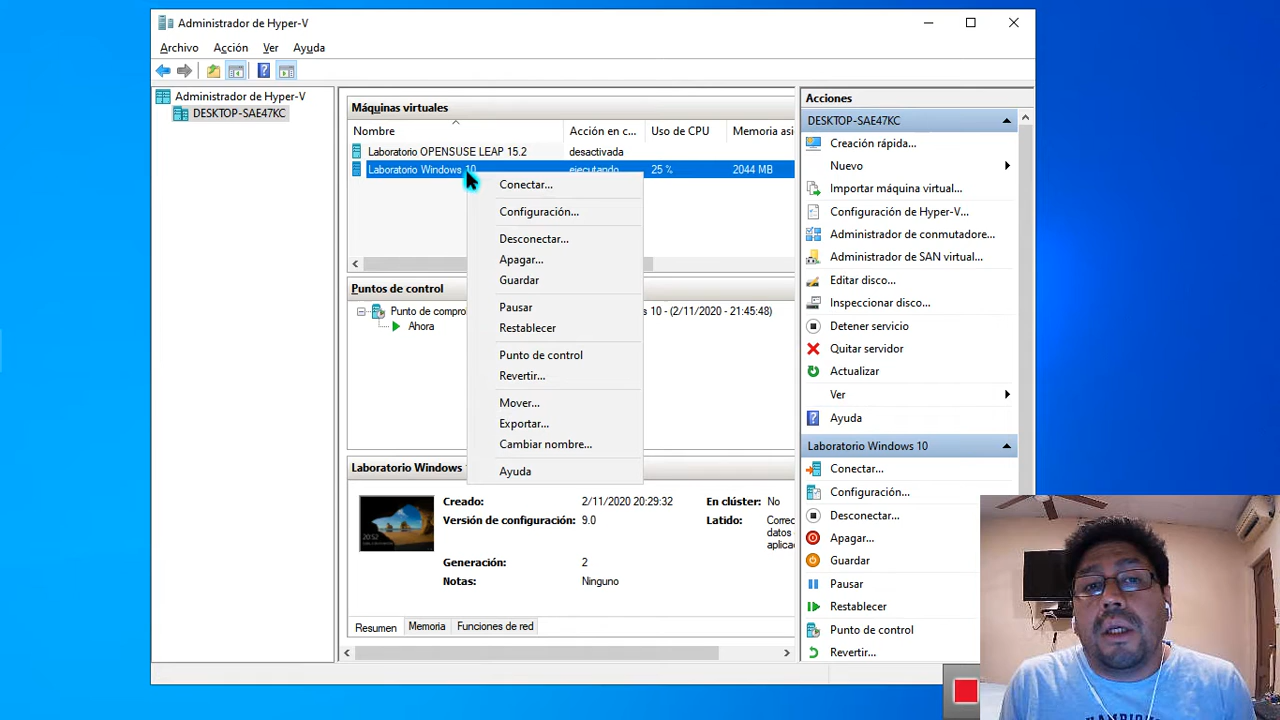 Administrador de Hyper-V
Archivo Acción Ver Ayuda
Administrador de Hyper-V
DESKTOP-SAE47KC
Máquinas virtuales
Nombre Acción en c... Uso de CPU Memoria asi
Laboratorio OPENSUSE LEAP 15.2 desactivada
Laboratorio Windows 10 ejecutando 25 % 2044 MB
Conectar...
Configuración...
Desconectar...
Apagar...
Guardar
Pausar
Restablecer
Punto de control
Revertir...
Mover...
Exportar...
Cambiar nombre...
Ayuda
Puntos de control
Punto de compro s 10 - (2/11/2020 - 21:45:48)
Ahora
Laboratorio Windows
20:52
Creado: 2/11/2020 20:29:32 En clúster: No
Versión de configuración: 9.0 Latido: Correc
datos
aplicac
Generación: 2
Notas: Ninguno
Resumen Memoria Funciones de red
Acciones
DESKTOP-SAE47KC
Creación rápida...
Nuevo
Importar máquina virtual...
Configuración de Hyper-V...
Administrador de conmutadore...
Administrador de SAN virtual...
Editar disco...
Inspeccionar disco...
Detener servicio
Quitar servidor
Actualizar
Ver
Ayuda
Laboratorio Windows 10
Conectar...
Configuración...
Desconectar...
Apagar...
Guardar
Pausar
Restablecer
Punto de control
Revertir...